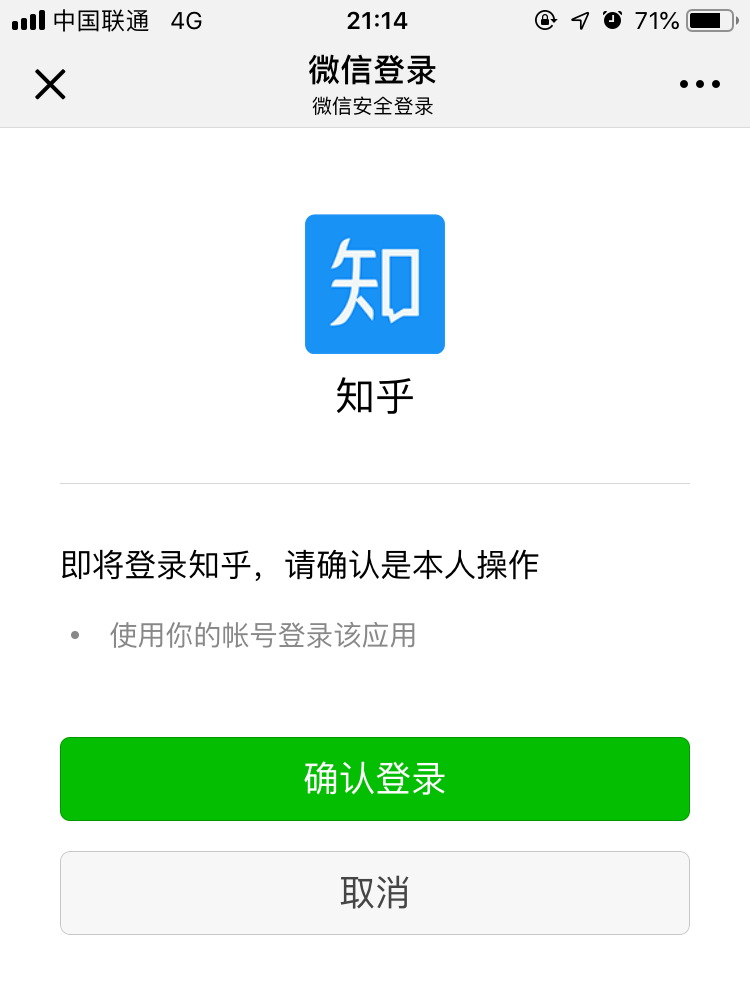 中国联通 4G 21:14 71%
微信登录
微信安全登录
知
知乎
即将登录知乎，请确认是本人操作
使用你的帐号登录该应用
确认登录
取消